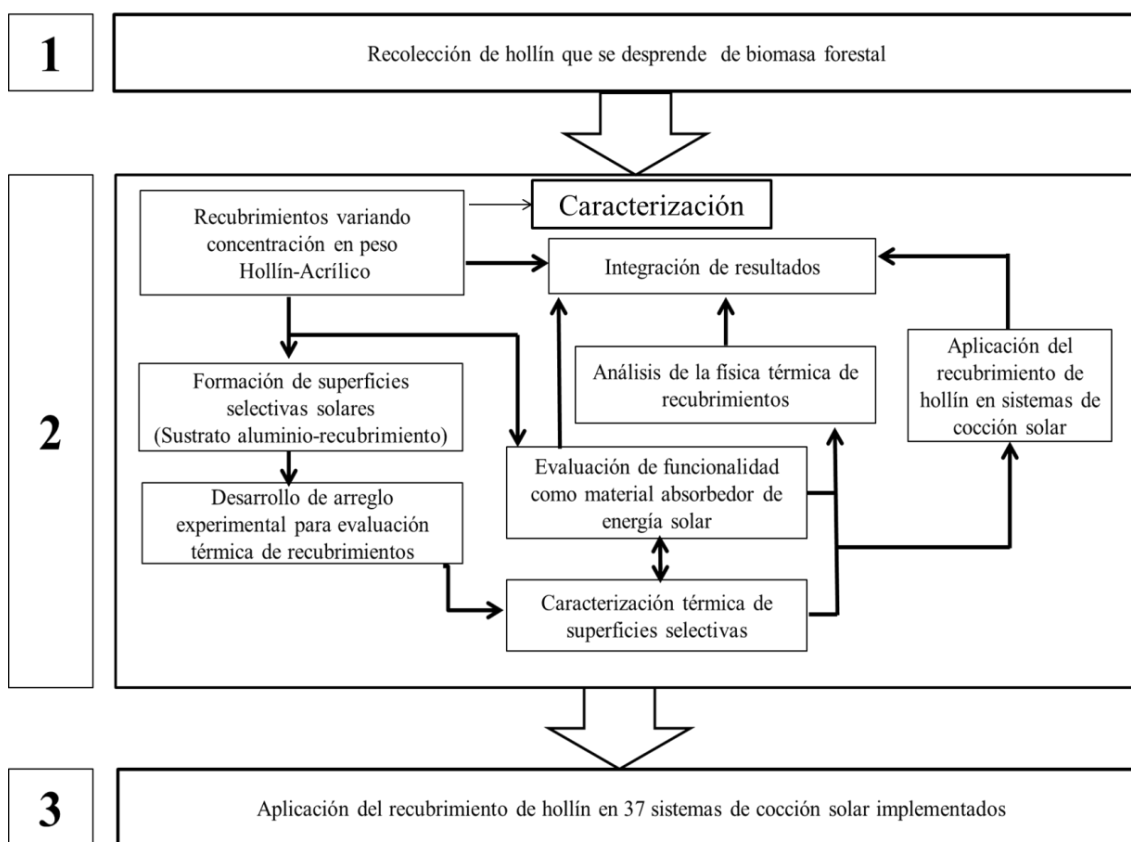 1
Recolección de hollín que se desprende de biomasa forestal
2
Caracterización
Recubrimientos variando
concentración en peso
Hollín-Acrílico
Integración de resultados
Formación de superficies
selectivas solares
(Sustrato aluminio-recubrimiento)
Análisis de la física térmica de
recubrimientos
Aplicación del
recubrimiento de
hollín en sistemas de
cocción solar
Desarrollo de arreglo
experimental para evaluación
térmica de recubrimientos
Evaluación de funcionalidad
como material absorbedor de
energía solar
Caracterización térmica de
superficies selectivas
3
Aplicación del recubrimiento de hollín en 37 sistemas de cocción solar implementados